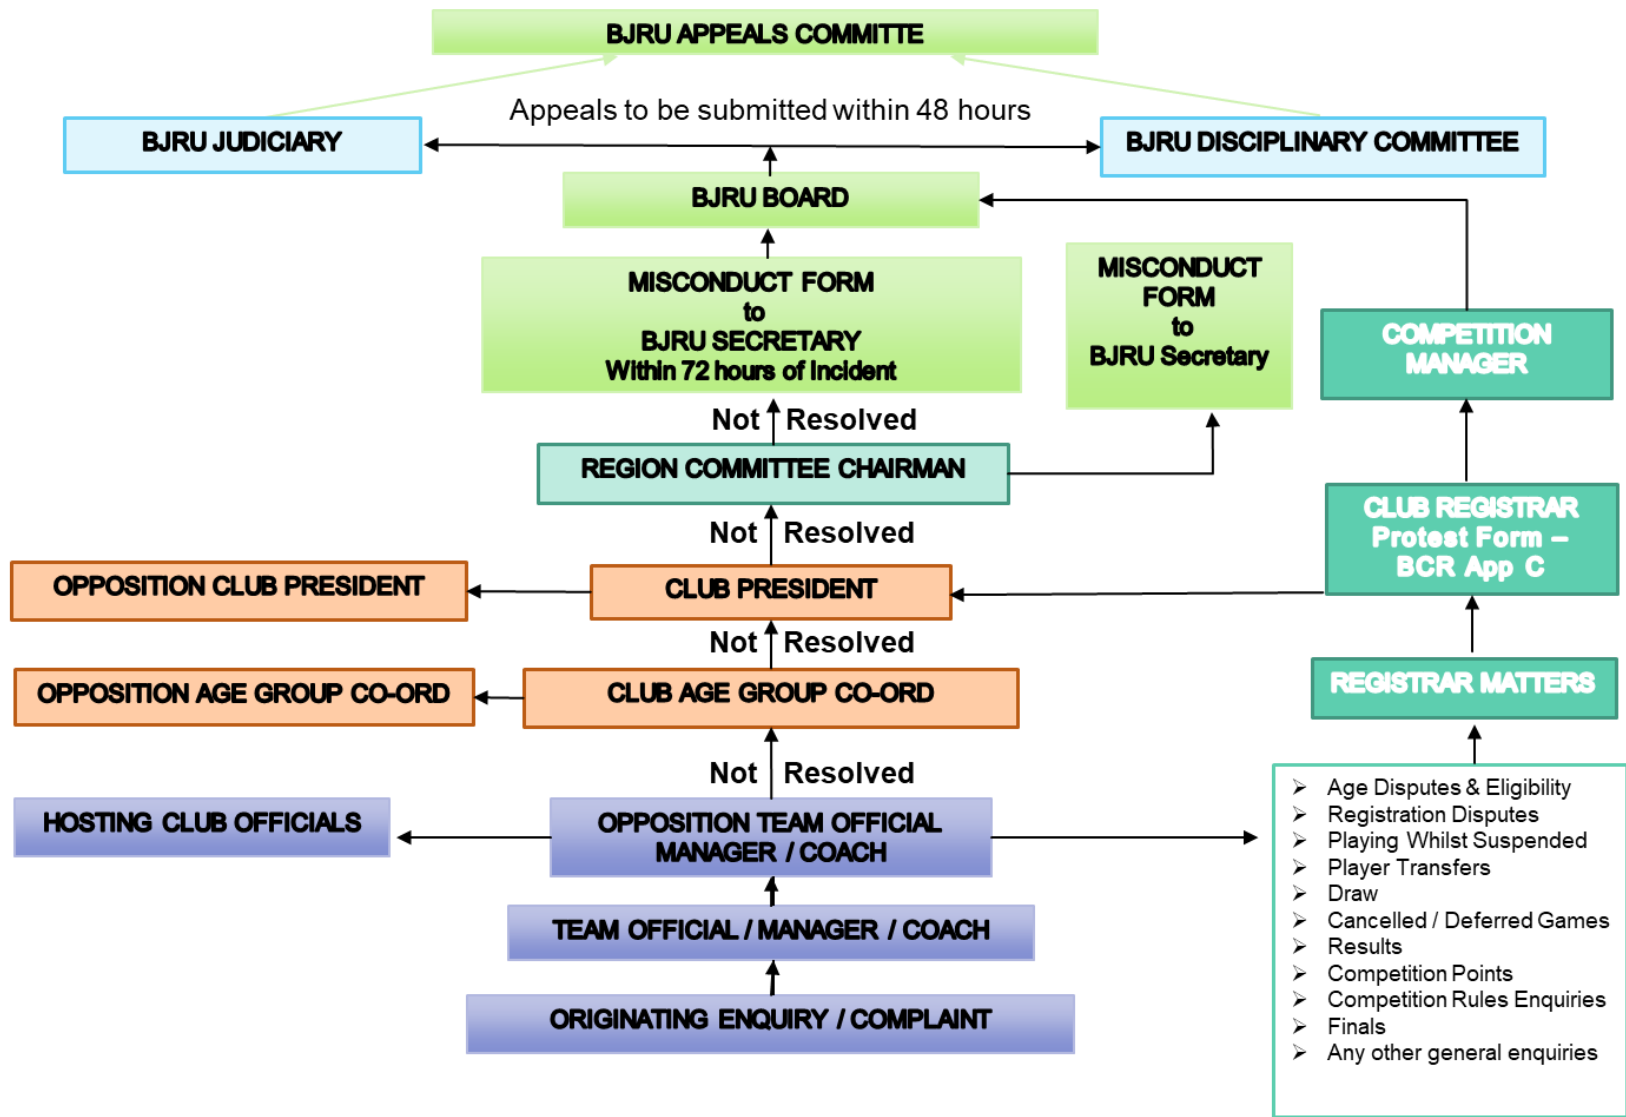 BJRU APPEALS COMMITTE
Appeals to be submitted within 48 hours
BJRU JUDICIARY
BJRU DISCIPLINARY COMMITTEE
BJRU BOARD
MISCONDUCT FORM
to
BJRU SECRETARY
Within 72 hours of Incident
MISCONDUCT
FORM
to
BJRU Secretary
COMPETITION
MANAGER
Not Resolved
REGION COMMITTEE CHAIRMAN
CLUB REGISTRAR
Protest Form –
BCR App C
Not Resolved
OPPOSITION CLUB PRESIDENT
CLUB PRESIDENT
Not Resolved
OPPOSITION AGE GROUP CO-ORD
CLUB AGE GROUP CO-ORD
REGISTRAR MATTERS
Not Resolved
HOSTING CLUB OFFICIALS
OPPOSITION TEAM OFFICIAL
MANAGER / COACH
TEAM OFFICIAL / MANAGER / COACH
ORIGINATING ENQUIRY / COMPLAINT
➢ Age Disputes & Eligibility
➢ Registration Disputes
➢ Playing Whilst Suspended
➢ Player Transfers
➢ Draw
➢ Cancelled / Deferred Games
➢ Results
➢ Competition Points
➢ Competition Rules Enquiries
➢ Finals
➢ Any other general enquiries